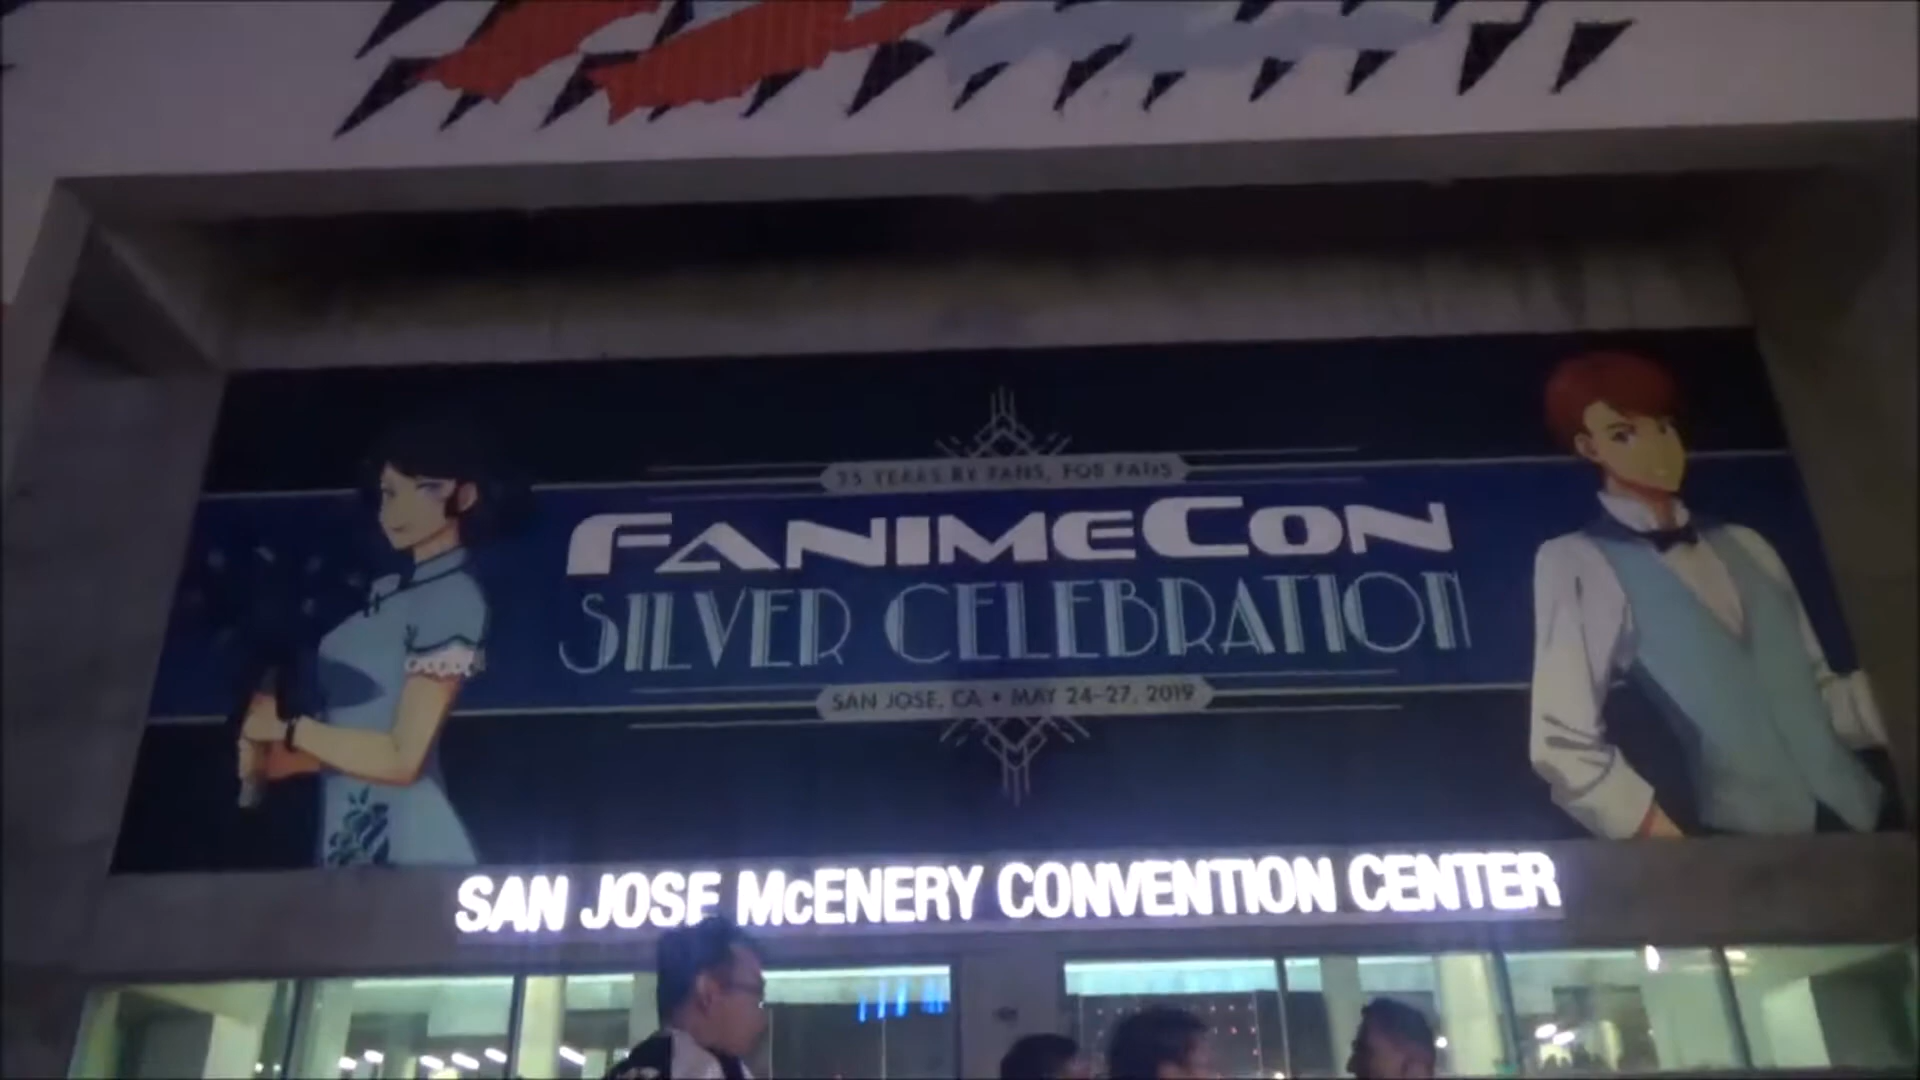 25 YEARS BY FANS, FOR FANS
FANIMECON
SILVER CELEBRATION
SAN JOSE, CA • MAY 24-27, 2019
SAN JOSE McENERY CONVENTION CENTER